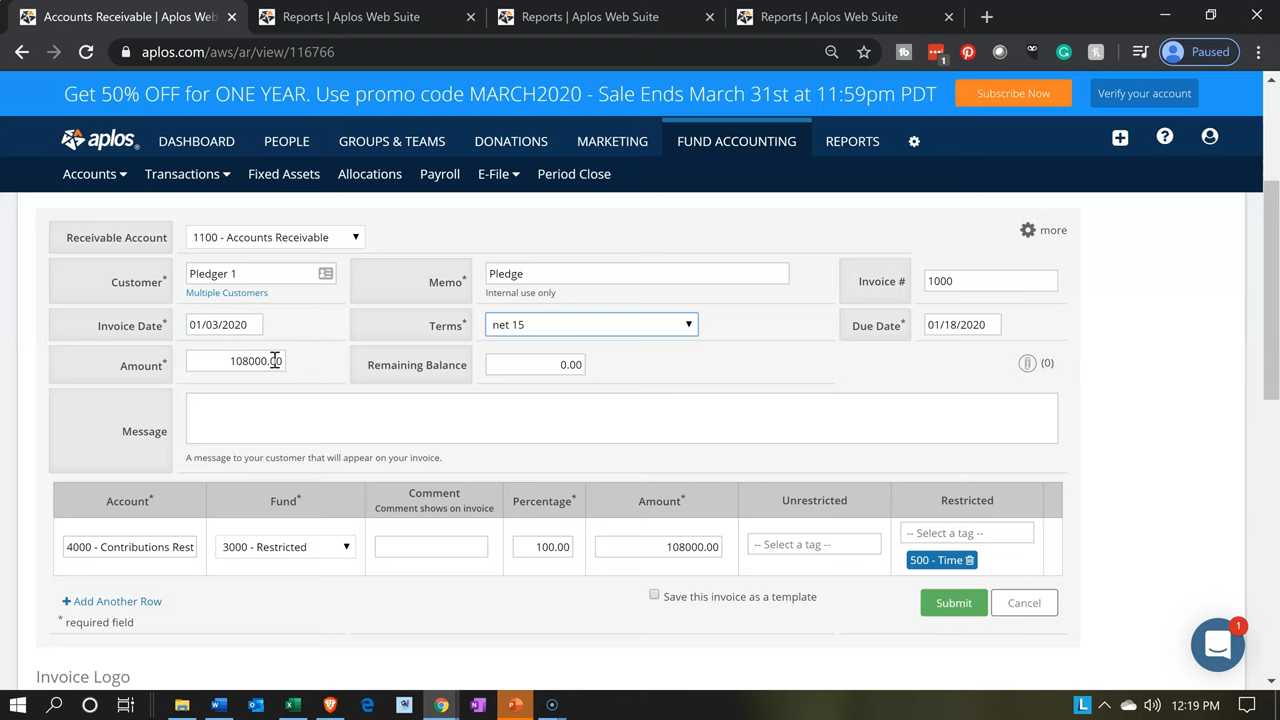 Accounts Receivable | Aplos Web
Reports | Aplos Web Suite
Reports | Aplos Web Suite
Reports | Aplos Web Suite
aplos.com/aws/ar/view/116766
1
Paused
Get 50% OFF for ONE YEAR. Use promo code MARCH2020 - Sale Ends March 31st at 11:59pm PDT
Subscribe Now
Verify your account
aplos.
DASHBOARD
PEOPLE
GROUPS & TEAMS
DONATIONS
MARKETING
FUND ACCOUNTING
REPORTS
Accounts
Transactions
Fixed Assets
Allocations
Payroll
E-File
Period Close
Receivable Account
1100 - Accounts Receivable
more
Customer*
Pledger 1
Multiple Customers
Memo*
Pledge
Internal use only
Invoice #
1000
Invoice Date*
01/03/2020
Terms*
net 15
Due Date*
01/18/2020
Amount*
108000.00
Remaining Balance
0.00
(0)
Message
A message to your customer that will appear on your invoice.
Account*
Fund*
Comment
Comment shows on invoice
Percentage*
Amount*
Unrestricted
Restricted
4000 - Contributions Rest
3000 - Restricted
100.00
108000.00
-- Select a tag --
-- Select a tag --
500 - Time
+ Add Another Row
Save this invoice as a template
Submit
Cancel
* required field
1
Invoice Logo
12:19 PM